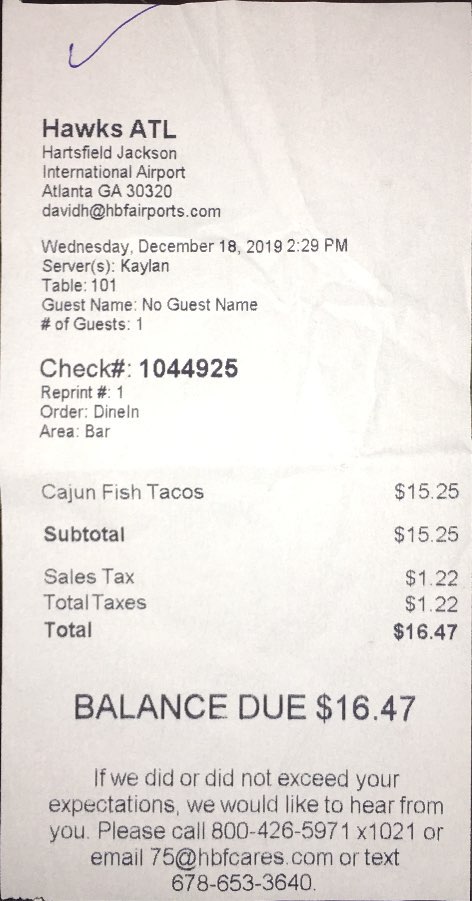 Hawks ATL
Hartsfield Jackson
International Airport
Atlanta GA 30320
davidh@hbfairports.com
Wednesday, December 18, 2019 2:29 PM
Server(s): Kaylan
Table: 101
Guest Name: No Guest Name
# of Guests: 1
Check#: 1044925
Reprint #: 1
Order: DineIn
Area: Bar
Cajun Fish Tacos $15.25
Subtotal $15.25
Sales Tax $1.22
Total Taxes $1.22
Total $16.47
BALANCE DUE $16.47
If we did or did not exceed your
expectations, we would like to hear from
you. Please call 800-426-5971 x1021 or
email 75@hbfcares.com or text
678-653-3640.